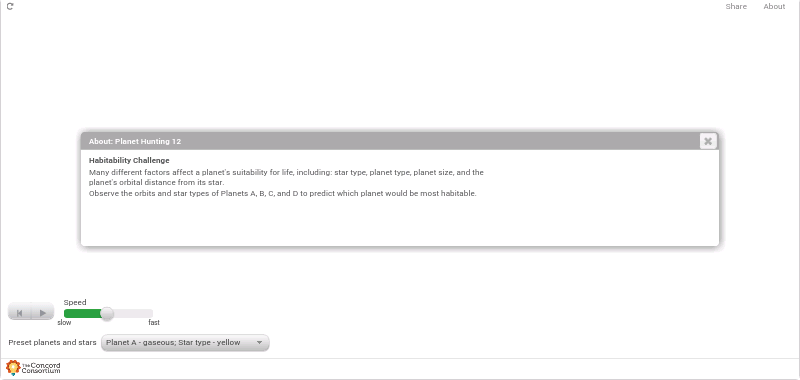 Share About
About: Planet Hunting 12
Habitability Challenge
Many different factors affect a planet's suitability for life, including: star type, planet type, planet size, and the
planet's orbital distance from its star.
Observe the orbits and star types of Planets A, B, C, and D to predict which planet would be most habitable.
Speed
slow fast
Preset planets and stars Planet A - gaseous; Star type - yellow
The Concord
Consortium